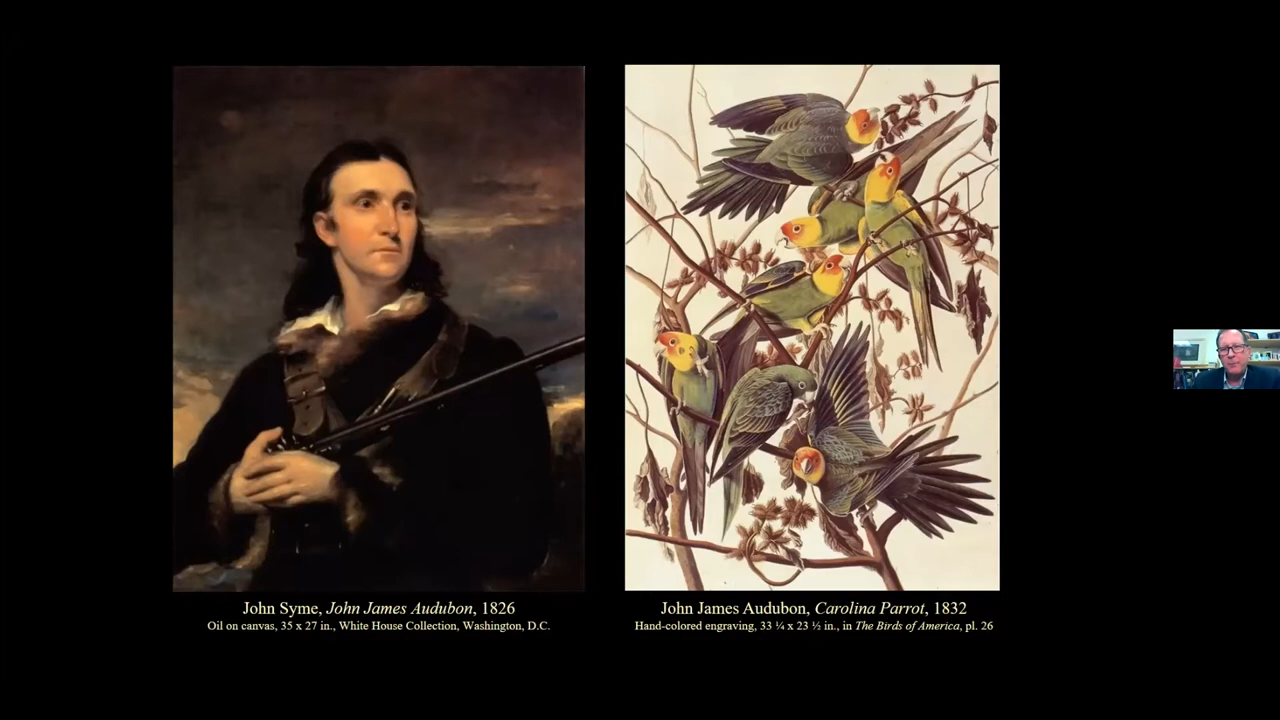 John Syme, John James Audubon, 1826
Oil on canvas, 35 x 27 in., White House Collection, Washington, D.C.
John James Audubon, Carolina Parrot, 1832
Hand-colored engraving, 33 ¼ x 23 ½ in., in The Birds of America, pl. 26